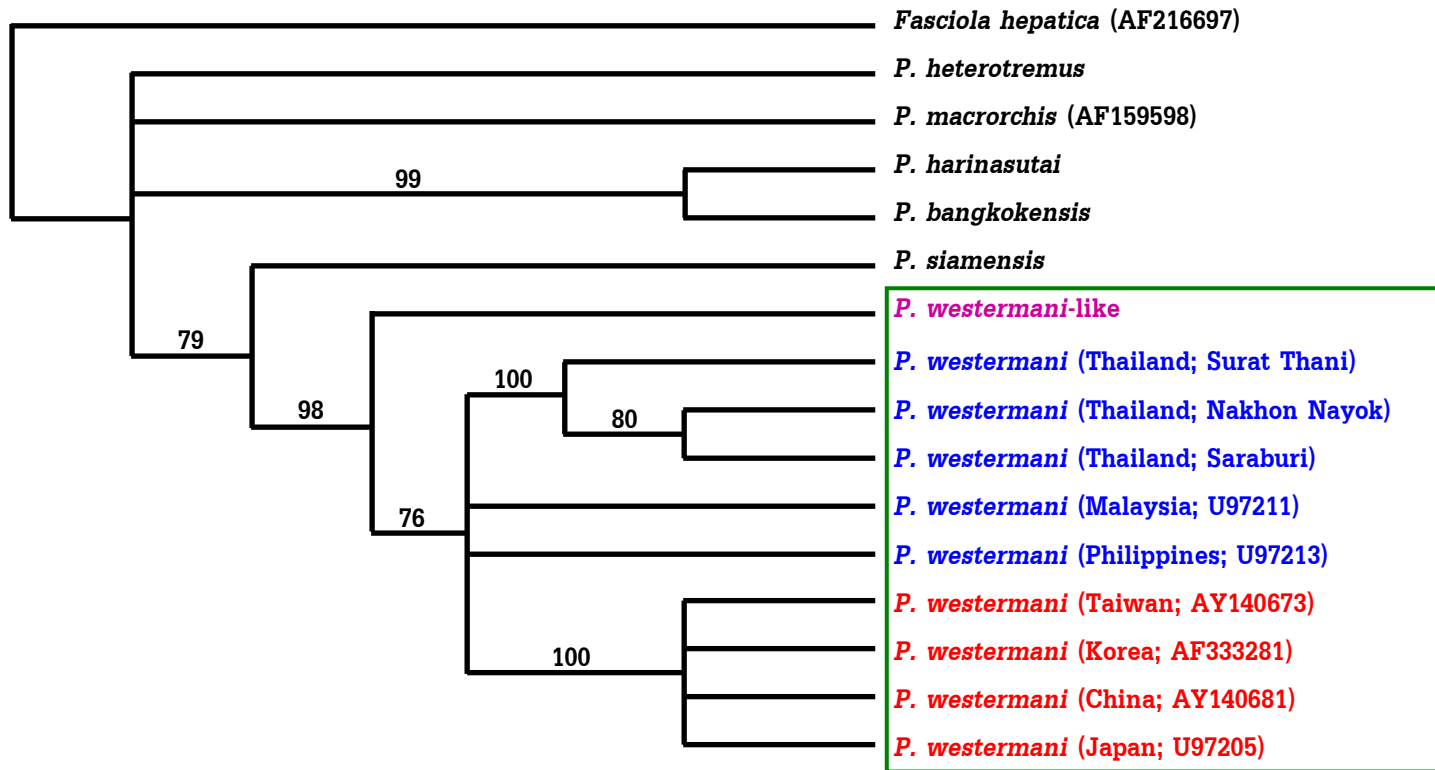 Fasciola hepatica (AF216697)
P. heterotremus
P. macrorchis (AF159598)
99
P. harinasutai
P. bangkokensis
P. siamensis
P. westermani-like
79
P. westermani (Thailand; Surat Thani)
100
98
80
P. westermani (Thailand; Nakhon Nayok)
P. westermani (Thailand; Saraburi)
P. westermani (Malaysia; U97211)
76
P. westermani (Philippines; U97213)
P. westermani (Taiwan; AY140673)
100
P. westermani (Korea; AF333281)
P. westermani (China; AY140681)
P. westermani (Japan; U97205)